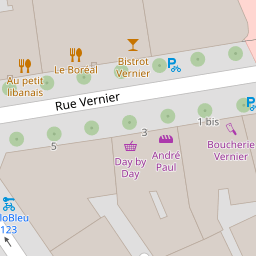 Bistrot
Vernier
Le Boréal
Au petit
libanais
Rue Vernier
1 bis
3
5
Boucherie
Vernier
André
Paul
Day by
Day
loBleu
123